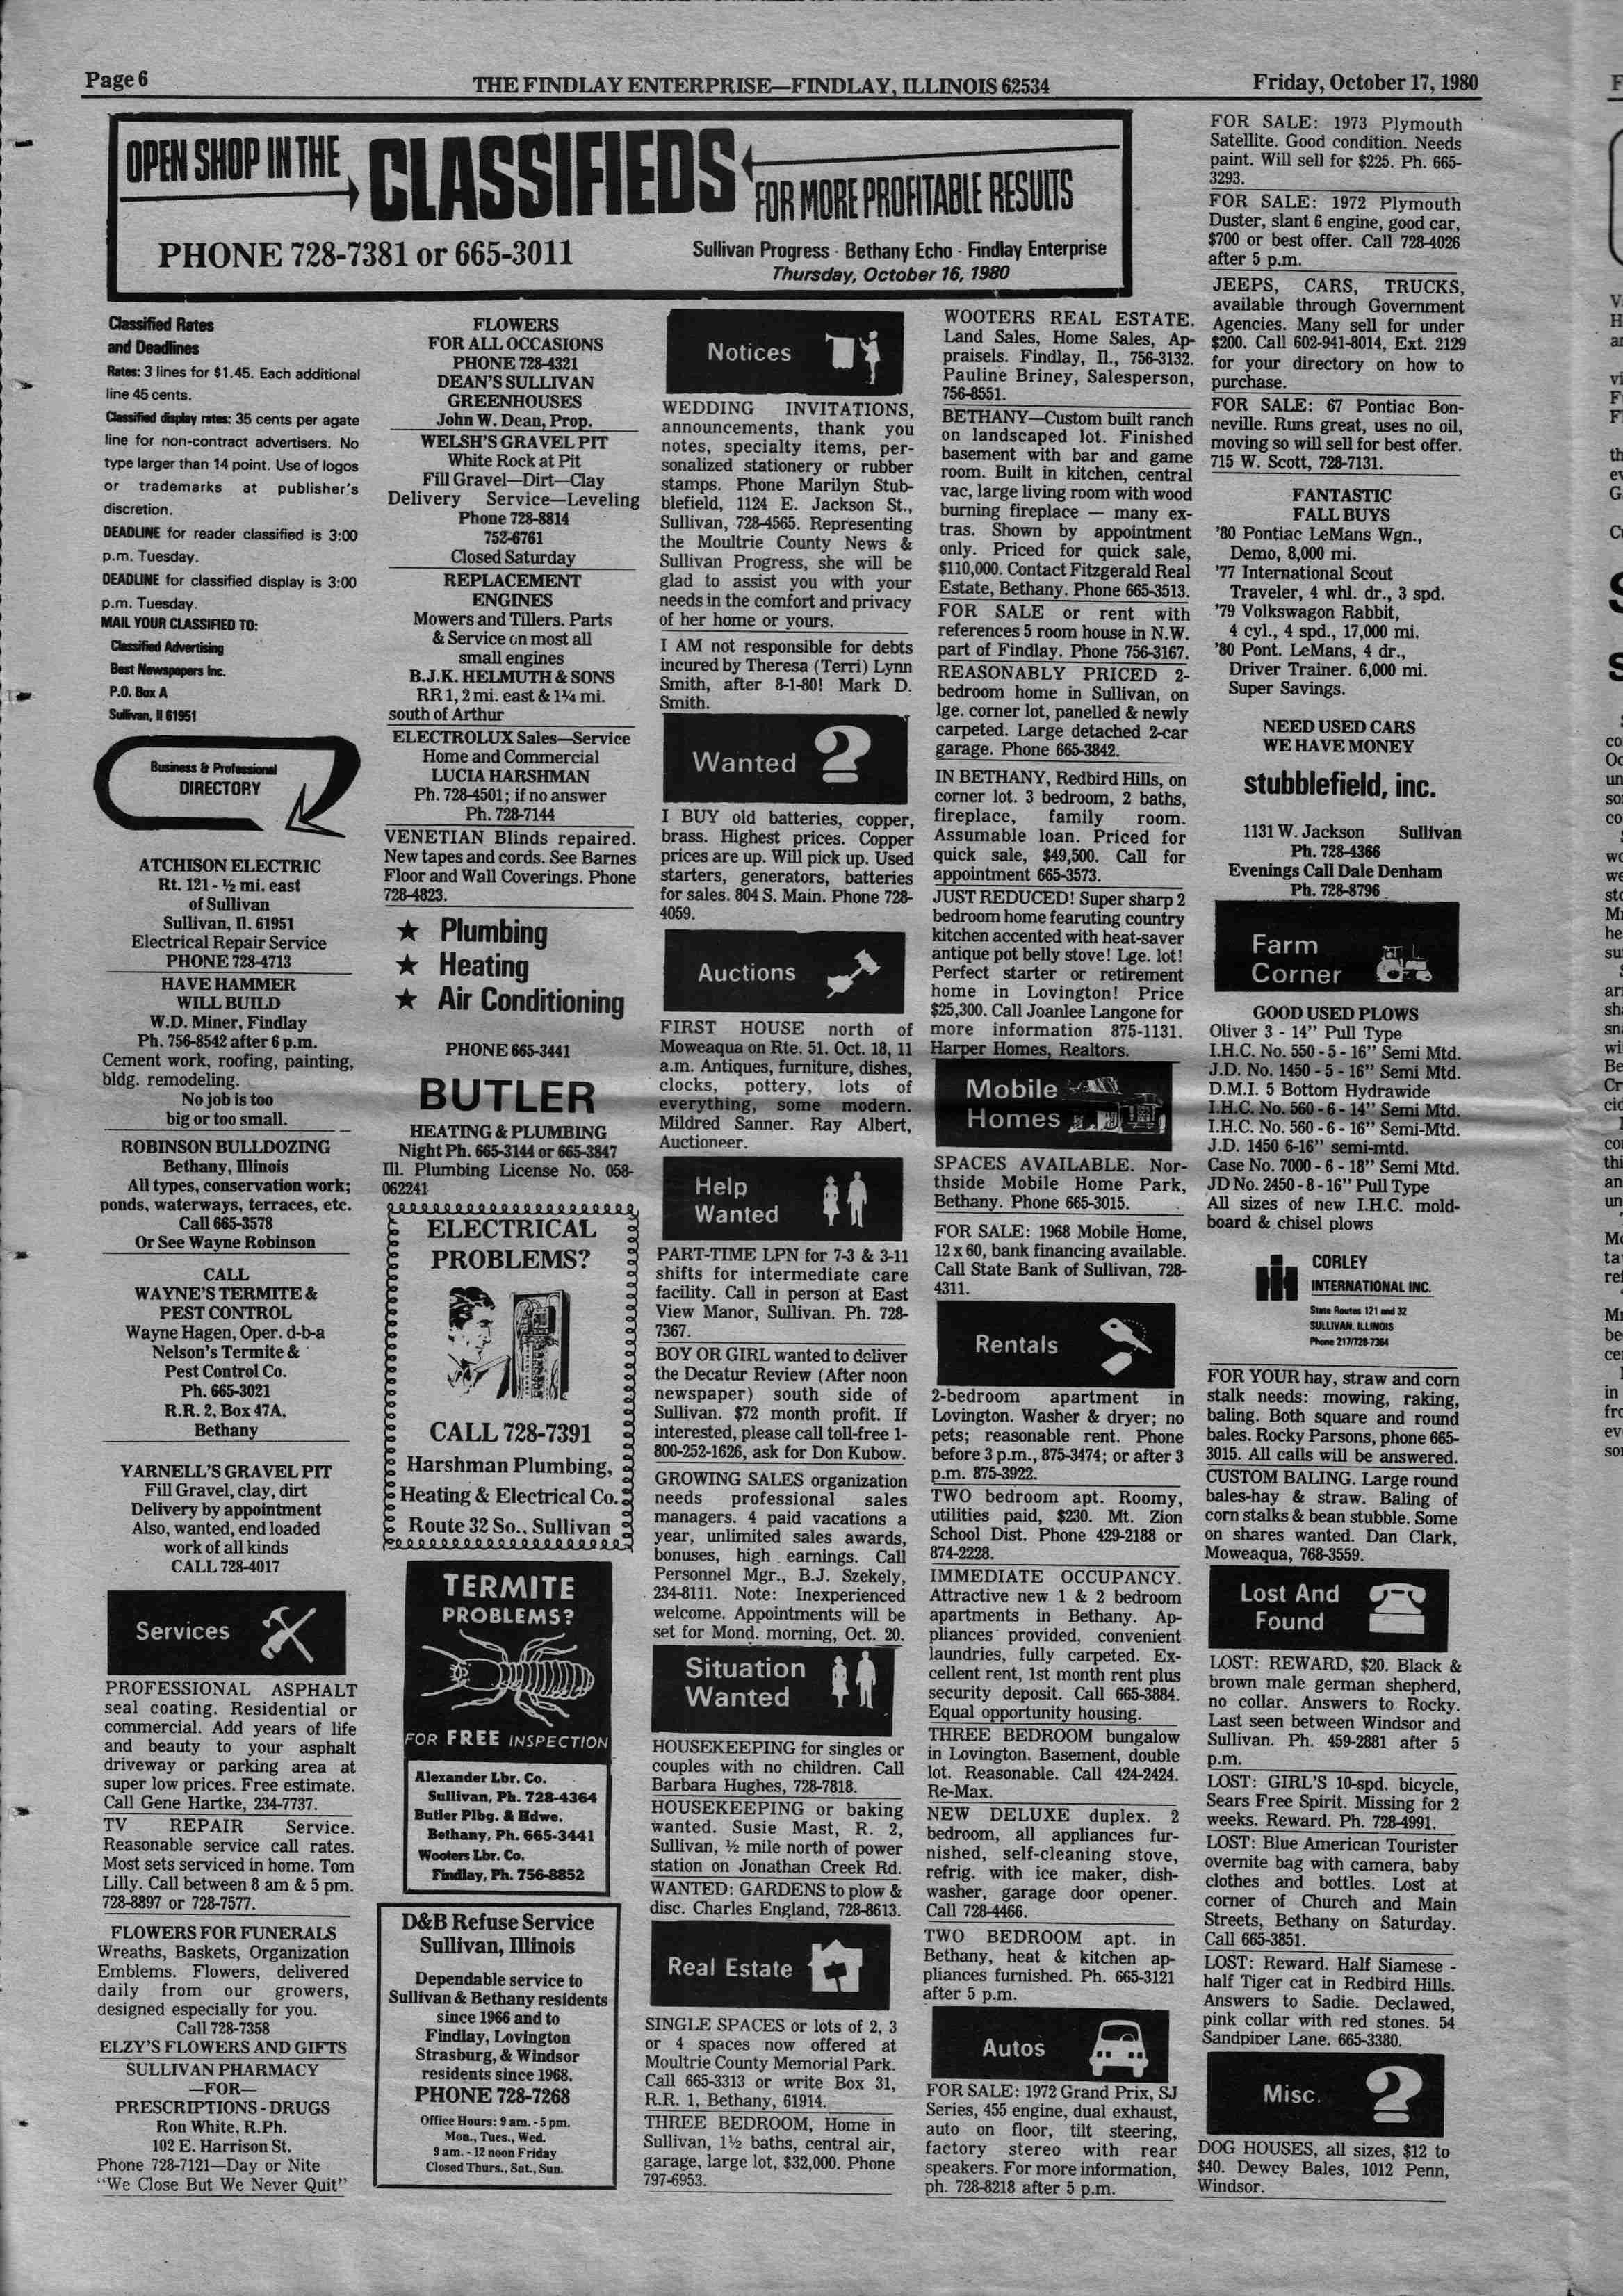 Page 6
THE FINDLAY ENTERPRISE—FINDLAY, ILLINOIS 62534
Friday, October 17, 1980
OPEN SHOP IN THE
CLASSIFIEDS
FOR MORE PROFITABLE RESULTS
PHONE 728-7381 or 665-3011
Sullivan Progress - Bethany Echo - Findlay Enterprise
Thursday, October 16, 1980
Classified Rates
and Deadlines
Rates: 3 lines for $1.45. Each additional
line 45 cents.
Classified display rates: 35 cents per agate
line for non-contract advertisers. No
type larger than 14 point. Use of logos
or trademarks at publisher's
discretion.
DEADLINE for reader classified is 3:00
p.m. Tuesday.
DEADLINE for classified display is 3:00
p.m. Tuesday.
MAIL YOUR CLASSIFIED TO:
Classified Advertising
Best Newspapers Inc.
P.O. Box A
Sullivan, Il 61951
Business & Professional
DIRECTORY
ATCHISON ELECTRIC
Rt. 121 - ½ mi. east
of Sullivan
Sullivan, Il. 61951
Electrical Repair Service
PHONE 728-4713
HAVE HAMMER
WILL BUILD
W.D. Miner, Findlay
Ph. 756-8542 after 6 p.m.
Cement work, roofing, painting,
bldg. remodeling.
No job is too
big or too small.
ROBINSON BULLDOZING
Bethany, Illinois
All types, conservation work;
ponds, waterways, terraces, etc.
Call 665-3578
Or See Wayne Robinson
CALL
WAYNE'S TERMITE &
PEST CONTROL
Wayne Hagen, Oper. d-b-a
Nelson's Termite &
Pest Control Co.
Ph. 665-3021
R.R. 2, Box 47A,
Bethany
YARNELL'S GRAVEL PIT
Fill Gravel, clay, dirt
Delivery by appointment
Also, wanted, end loaded
work of all kinds
CALL 728-4017
Services
PROFESSIONAL ASPHALT
seal coating. Residential or
commercial. Add years of life
and beauty to your asphalt
driveway or parking area at
super low prices. Free estimate.
Call Gene Hartke, 234-7737.
TV REPAIR Service.
Reasonable service call rates.
Most sets serviced in home. Tom
Lilly. Call between 8 am & 5 pm.
728-8897 or 728-7577.
FLOWERS FOR FUNERALS
Wreaths, Baskets, Organization
Emblems. Flowers, delivered
daily from our growers,
designed especially for you.
Call 728-7358
ELZY'S FLOWERS AND GIFTS
SULLIVAN PHARMACY
—FOR—
PRESCRIPTIONS - DRUGS
Ron White, R.Ph.
102 E. Harrison St.
Phone 728-7121—Day or Nite
"We Close But We Never Quit"
FLOWERS
FOR ALL OCCASIONS
PHONE 728-4321
DEAN'S SULLIVAN
GREENHOUSES
John W. Dean, Prop.
WELSH'S GRAVEL PIT
White Rock at Pit
Fill Gravel—Dirt—Clay
Delivery Service—Leveling
Phone 728-8814
752-6761
Closed Saturday
REPLACEMENT
ENGINES
Mowers and Tillers. Parts
& Service on most all
small engines
B.J.K. HELMUTH & SONS
RR 1, 2 mi. east & 1¼ mi.
south of Arthur
ELECTROLUX Sales—Service
Home and Commercial
LUCIA HARSHMAN
Ph. 728-4501; if no answer
Ph. 728-7144
VENETIAN Blinds repaired.
New tapes and cords. See Barnes
Floor and Wall Coverings. Phone
728-4823.
★ Plumbing
★ Heating
★ Air Conditioning
PHONE 665-3441
BUTLER
HEATING & PLUMBING
Night Ph. 665-3144 or 665-3847
Ill. Plumbing License No. 058-
062241
ELECTRICAL
PROBLEMS?
CALL 728-7391
Harshman Plumbing,
Heating & Electrical Co.
Route 32 So., Sullivan
TERMITE
PROBLEMS?
FOR FREE INSPECTION
Alexander Lbr. Co.
Sullivan, Ph. 728-4364
Butler Plbg. & Hdwe.
Bethany, Ph. 665-3441
Wooters Lbr. Co.
Findlay, Ph. 756-8852
D&B Refuse Service
Sullivan, Illinois
Dependable service to
Sullivan & Bethany residents
since 1966 and to
Findlay, Lovington
Strasburg, & Windsor
residents since 1968.
PHONE 728-7268
Office Hours: 9 am. - 5 pm.
Mon., Tues., Wed.
9 am. - 12 noon Friday
Closed Thurs., Sat., Sun.
Notices
WEDDING INVITATIONS,
announcements, thank you
notes, specialty items, per-
sonalized stationery or rubber
stamps. Phone Marilyn Stub-
blefield, 1124 E. Jackson St.,
Sullivan, 728-4565. Representing
the Moultrie County News &
Sullivan Progress, she will be
glad to assist you with your
needs in the comfort and privacy
of her home or yours.
I AM not responsible for debts
incured by Theresa (Terri) Lynn
Smith, after 8-1-80! Mark D.
Smith.
Wanted ?
I BUY old batteries, copper,
brass. Highest prices. Copper
prices are up. Will pick up. Used
starters, generators, batteries
for sales. 804 S. Main. Phone 728-
4059.
Auctions
FIRST HOUSE north of
Moweaqua on Rte. 51. Oct. 18, 11
a.m. Antiques, furniture, dishes,
clocks, pottery, lots of
everything, some modern.
Mildred Sanner. Ray Albert,
Auctioneer.
Help
Wanted
PART-TIME LPN for 7-3 & 3-11
shifts for intermediate care
facility. Call in person at East
View Manor, Sullivan. Ph. 728-
7367.
BOY OR GIRL wanted to deliver
the Decatur Review (After noon
newspaper) south side of
Sullivan. $72 month profit. If
interested, please call toll-free 1-
800-252-1626, ask for Don Kubow.
GROWING SALES organization
needs professional sales
managers. 4 paid vacations a
year, unlimited sales awards,
bonuses, high earnings. Call
Personnel Mgr., B.J. Szekely,
234-8111. Note: Inexperienced
welcome. Appointments will be
set for Mond. morning, Oct. 20.
Situation
Wanted
HOUSEKEEPING for singles or
couples with no children. Call
Barbara Hughes, 728-7818.
HOUSEKEEPING or baking
wanted. Susie Mast, R. 2,
Sullivan, ½ mile north of power
station on Jonathan Creek Rd.
WANTED: GARDENS to plow &
disc. Charles England, 728-8613.
Real Estate
SINGLE SPACES or lots of 2, 3
or 4 spaces now offered at
Moultrie County Memorial Park.
Call 665-3313 or write Box 31,
R.R. 1, Bethany, 61914.
THREE BEDROOM, Home in
Sullivan, 1½ baths, central air,
garage, large lot, $32,000. Phone
797-6953.
WOOTERS REAL ESTATE.
Land Sales, Home Sales, Ap-
praisels. Findlay, Il., 756-3132.
Pauline Briney, Salesperson,
756-8551.
BETHANY—Custom built ranch
on landscaped lot. Finished
basement with bar and game
room. Built in kitchen, central
vac, large living room with wood
burning fireplace — many ex-
tras. Shown by appointment
only. Priced for quick sale,
$110,000. Contact Fitzgerald Real
Estate, Bethany. Phone 665-3513.
FOR SALE or rent with
references 5 room house in N.W.
part of Findlay. Phone 756-3167.
REASONABLY PRICED 2-
bedroom home in Sullivan, on
lge. corner lot, panelled & newly
carpeted. Large detached 2-car
garage. Phone 665-3842.
IN BETHANY, Redbird Hills, on
corner lot. 3 bedroom, 2 baths,
fireplace, family room.
Assumable loan. Priced for
quick sale, $49,500. Call for
appointment 665-3573.
JUST REDUCED! Super sharp 2
bedroom home fearuting country
kitchen accented with heat-saver
antique pot belly stove! Lge. lot!
Perfect starter or retirement
home in Lovington! Price
$25,300. Call Joanlee Langone for
more information 875-1131.
Harper Homes, Realtors.
Mobile
Homes
SPACES AVAILABLE. Nor-
thside Mobile Home Park,
Bethany. Phone 665-3015.
FOR SALE: 1968 Mobile Home,
12 x 60, bank financing available.
Call State Bank of Sullivan, 728-
4311.
Rentals
2-bedroom apartment in
Lovington. Washer & dryer; no
pets; reasonable rent. Phone
before 3 p.m., 875-3474; or after 3
p.m. 875-3922.
TWO bedroom apt. Roomy,
utilities paid, $230. Mt. Zion
School Dist. Phone 429-2188 or
874-2228.
IMMEDIATE OCCUPANCY.
Attractive new 1 & 2 bedroom
apartments in Bethany. Ap-
pliances provided, convenient
laundries, fully carpeted. Ex-
cellent rent, 1st month rent plus
security deposit. Call 665-3884.
Equal opportunity housing.
THREE BEDROOM bungalow
in Lovington. Basement, double
lot. Reasonable. Call 424-2424.
Re-Max.
NEW DELUXE duplex. 2
bedroom, all appliances fur-
nished, self-cleaning stove,
refrig. with ice maker, dish-
washer, garage door opener.
Call 728-4466.
TWO BEDROOM apt. in
Bethany, heat & kitchen ap-
pliances furnished. Ph. 665-3121
after 5 p.m.
Autos
FOR SALE: 1972 Grand Prix, SJ
Series, 455 engine, dual exhaust,
auto on floor, tilt steering,
factory stereo with rear
speakers. For more information,
ph. 728-8218 after 5 p.m.
FOR SALE: 1973 Plymouth
Satellite. Good condition. Needs
paint. Will sell for $225. Ph. 665-
3293.
FOR SALE: 1972 Plymouth
Duster, slant 6 engine, good car,
$700 or best offer. Call 728-4026
after 5 p.m.
JEEPS, CARS, TRUCKS,
available through Government
Agencies. Many sell for under
$200. Call 602-941-8014, Ext. 2129
for your directory on how to
purchase.
FOR SALE: 67 Pontiac Bon-
neville. Runs great, uses no oil,
moving so will sell for best offer.
715 W. Scott, 728-7131.
FANTASTIC
FALL BUYS
'80 Pontiac LeMans Wgn.,
Demo, 8,000 mi.
'77 International Scout
Traveler, 4 whl. dr., 3 spd.
'79 Volkswagon Rabbit,
4 cyl., 4 spd., 17,000 mi.
'80 Pont. LeMans, 4 dr.,
Driver Trainer. 6,000 mi.
Super Savings.
NEED USED CARS
WE HAVE MONEY
stubblefield, inc.
1131 W. Jackson Sullivan
Ph. 728-4366
Evenings Call Dale Denham
Ph. 728-8796
Farm
Corner
GOOD USED PLOWS
Oliver 3 - 14" Pull Type
I.H.C. No. 550 - 5 - 16" Semi Mtd.
J.D. No. 1450 - 5 - 16" Semi Mtd.
D.M.I. 5 Bottom Hydrawide
I.H.C. No. 560 - 6 - 14" Semi Mtd.
I.H.C. No. 560 - 6 - 16" Semi-Mtd.
J.D. 1450 6-16" semi-mtd.
Case No. 7000 - 6 - 18" Semi Mtd.
JD No. 2450 - 8 - 16" Pull Type
All sizes of new I.H.C. mold-
board & chisel plows
CORLEY
INTERNATIONAL INC.
State Routes 121 and 32
SULLIVAN, ILLINOIS
Phone 217/728-7364
FOR YOUR hay, straw and corn
stalk needs: mowing, raking,
baling. Both square and round
bales. Rocky Parsons, phone 665-
3015. All calls will be answered.
CUSTOM BALING. Large round
bales-hay & straw. Baling of
corn stalks & bean stubble. Some
on shares wanted. Dan Clark,
Moweaqua, 768-3559.
Lost And
Found
LOST: REWARD, $20. Black &
brown male german shepherd,
no collar. Answers to Rocky.
Last seen between Windsor and
Sullivan. Ph. 459-2881 after 5
p.m.
LOST: GIRL'S 10-spd. bicycle,
Sears Free Spirit. Missing for 2
weeks. Reward. Ph. 728-4991.
LOST: Blue American Tourister
overnite bag with camera, baby
clothes and bottles. Lost at
corner of Church and Main
Streets, Bethany on Saturday.
Call 665-3851.
LOST: Reward. Half Siamese -
half Tiger cat in Redbird Hills.
Answers to Sadie. Declawed,
pink collar with red stones. 54
Sandpiper Lane. 665-3380.
Misc. ?
DOG HOUSES, all sizes, $12 to
$40. Dewey Bales, 1012 Penn,
Windsor.